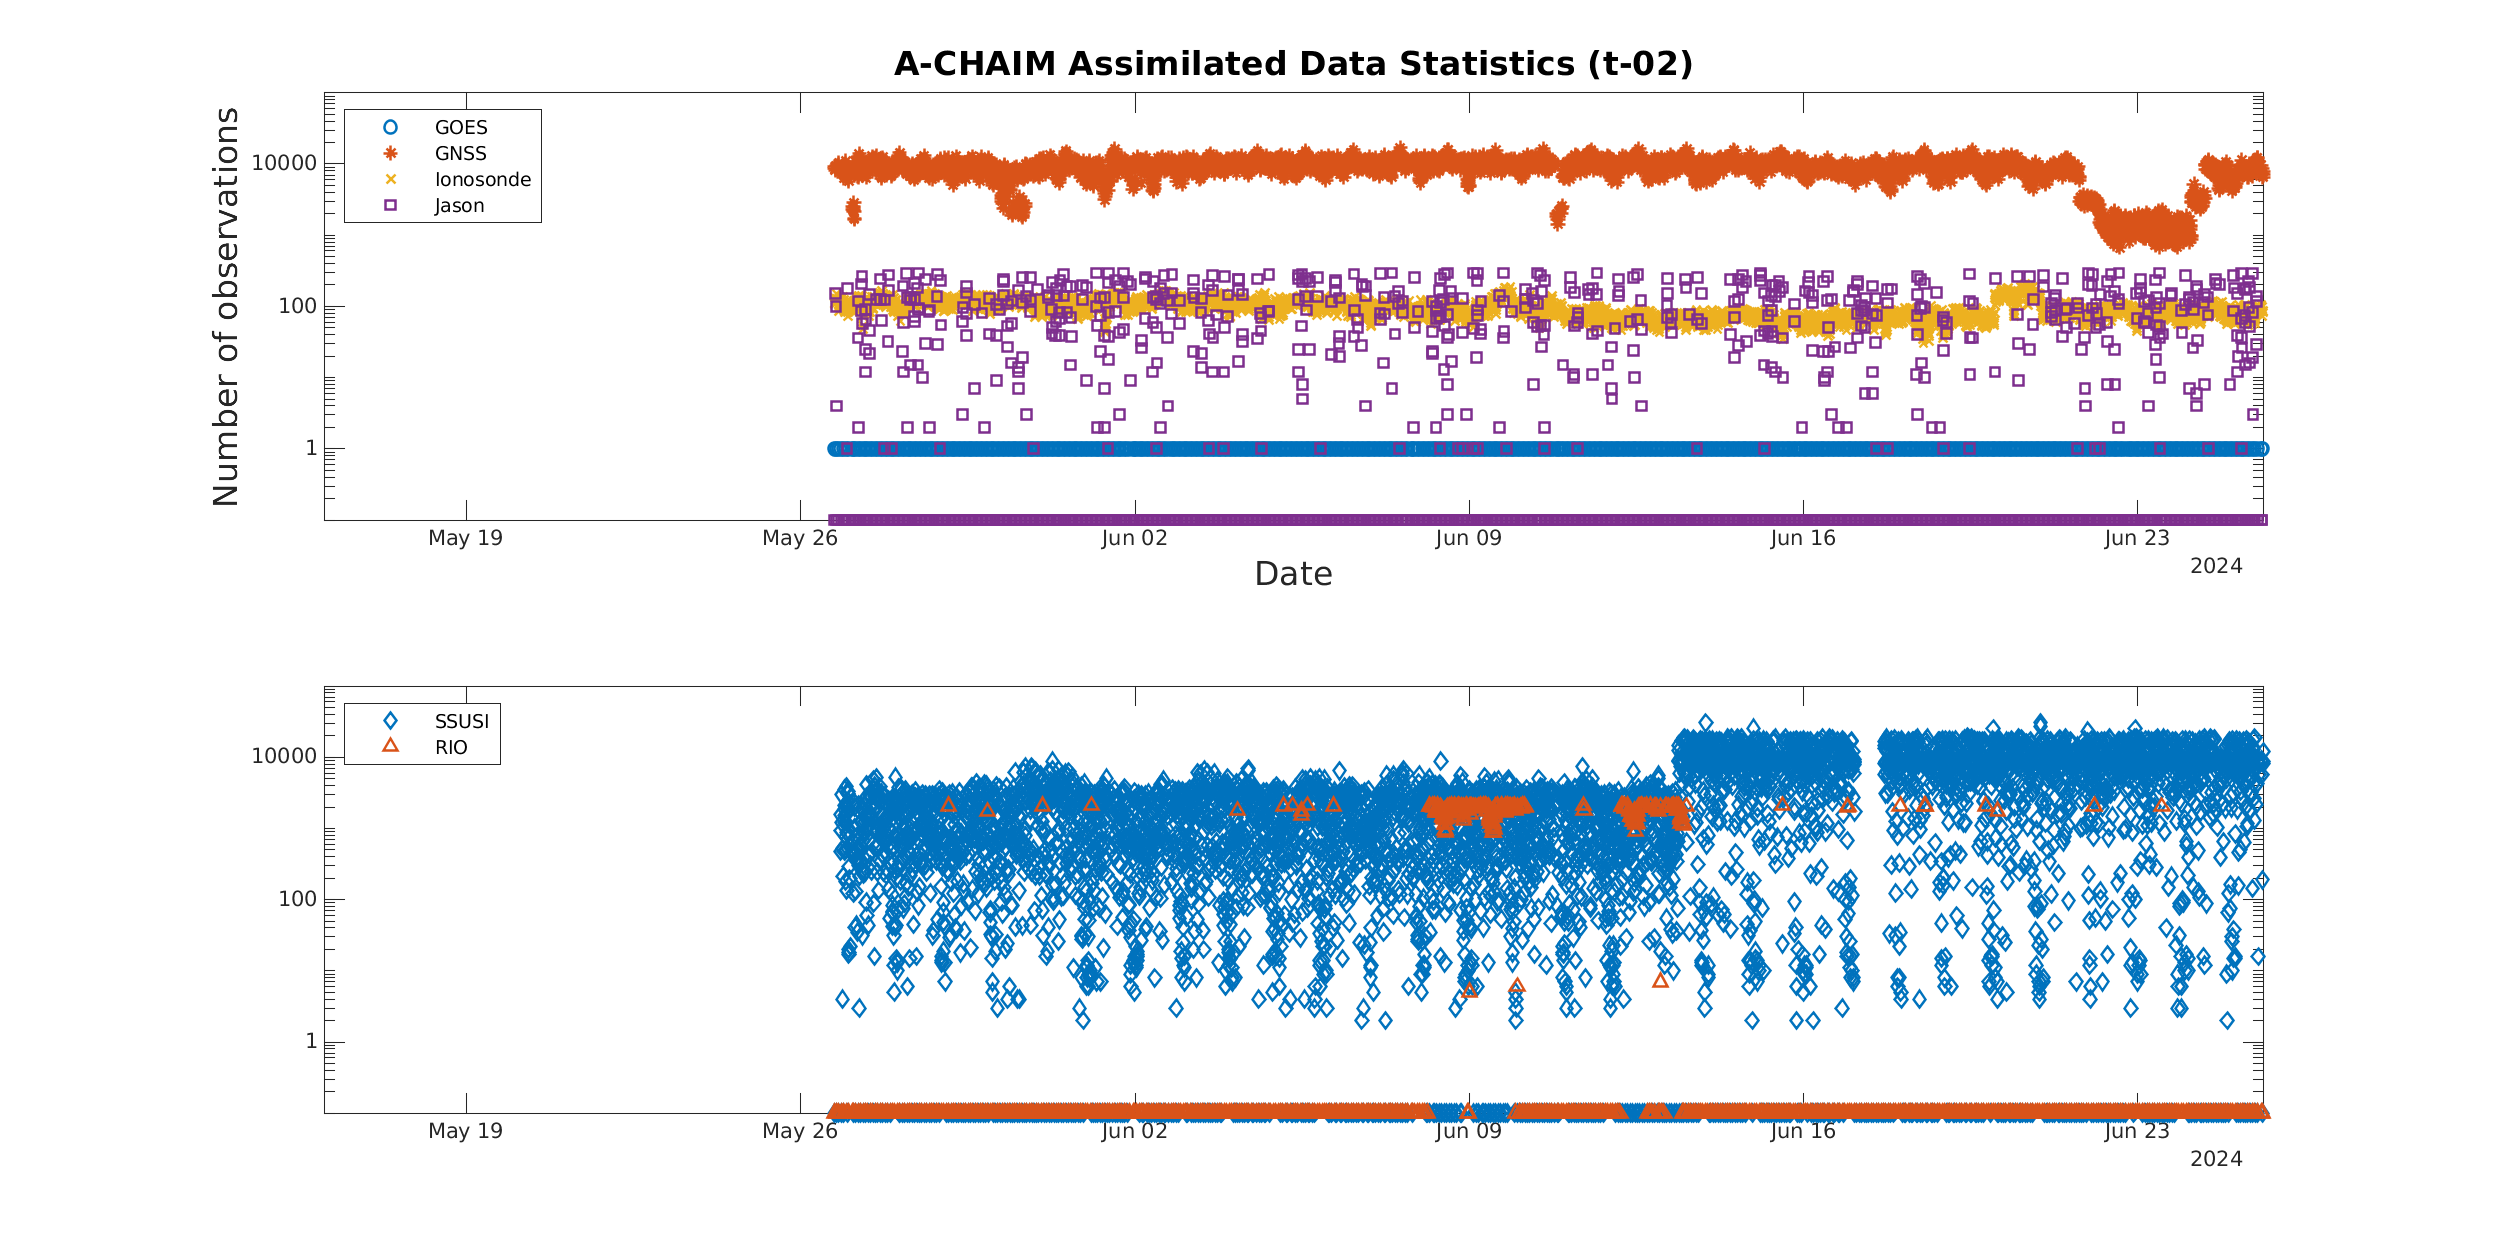 A-CHAIM Assimilated Data Statistics (t-02)
Number of observations
10000
100
1
GOES
GNSS
Ionosonde
Jason
May 19
May 26
Jun 02
Jun 09
Jun 16
Jun 23
2024
Date
10000
100
1
SSUSI
RIO
May 19
May 26
Jun 02
Jun 09
Jun 16
Jun 23
2024